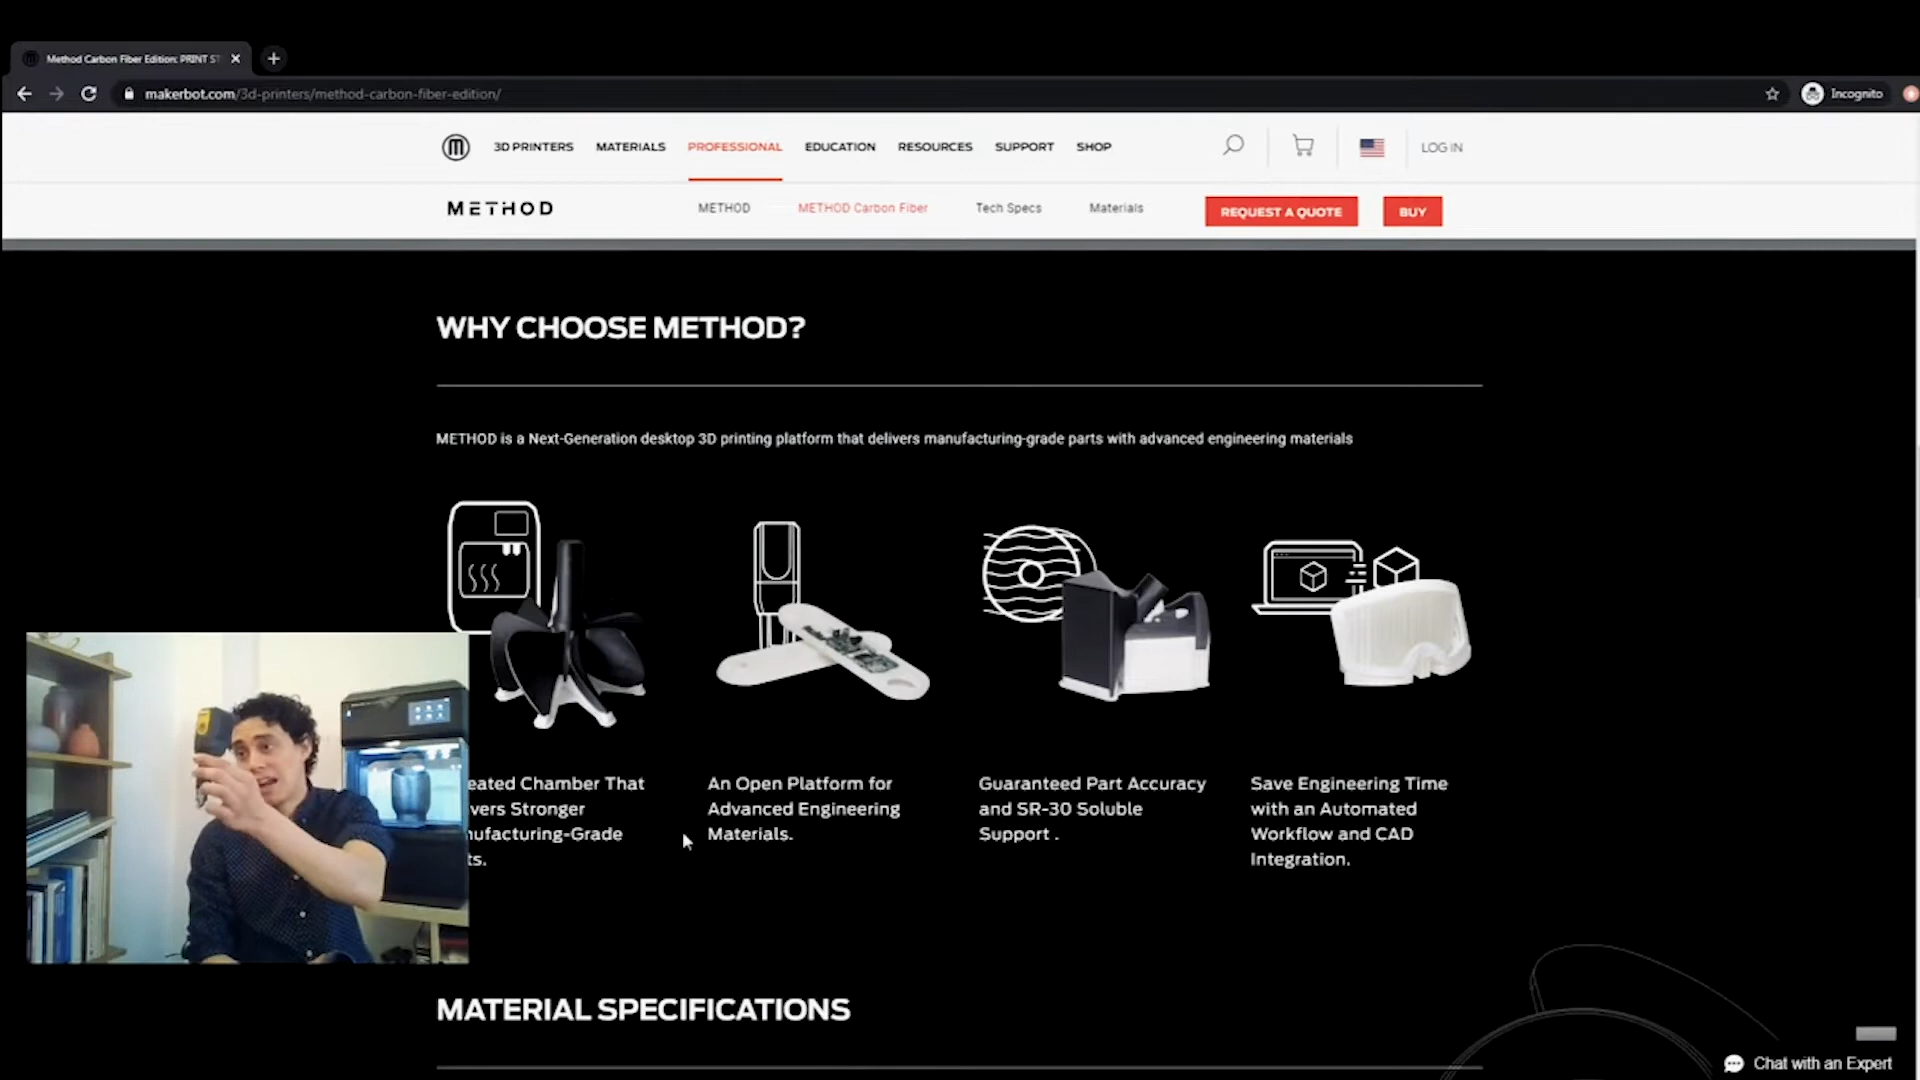 Method Carbon Fiber Edition: PRINT ST
makerbot.com/3d-printers/method-carbon-fiber-edition/
Incognito
3D PRINTERS MATERIALS PROFESSIONAL EDUCATION RESOURCES SUPPORT SHOP LOG IN
METHOD METHOD METHOD Carbon Fiber Tech Specs Materials REQUEST A QUOTE BUY
WHY CHOOSE METHOD?
METHOD is a Next-Generation desktop 3D printing platform that delivers manufacturing-grade parts with advanced engineering materials
eated Chamber That
vers Stronger
nufacturing-Grade
ts.
An Open Platform for
Advanced Engineering
Materials.
Guaranteed Part Accuracy
and SR-30 Soluble
Support .
Save Engineering Time
with an Automated
Workflow and CAD
Integration.
MATERIAL SPECIFICATIONS
Chat with an Expert